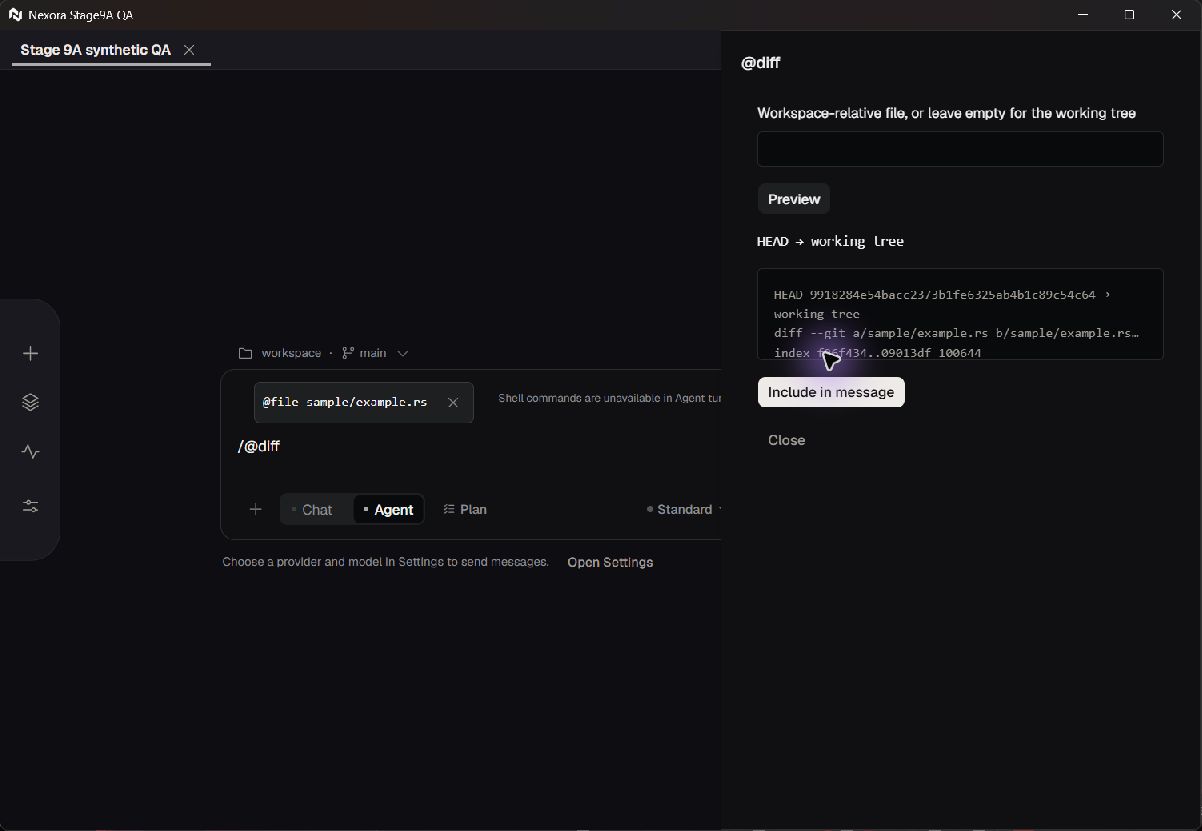 Nexora Stage9A QA
Stage 9A synthetic QA
@diff
Workspace-relative file, or leave empty for the working tree
Preview
HEAD → working tree
HEAD 9918284e54bacc2373b1fe6325ab4b1c89c54c64 →
working tree
diff --git a/sample/example.rs b/sample/example.rs…
index 09013df 100644
Include in message
Close
workspace · main
@file sample/example.rs
Shell commands are unavailable in Agent tur
/@diff
Chat
Agent
Plan
Standard
Choose a provider and model in Settings to send messages.
Open Settings